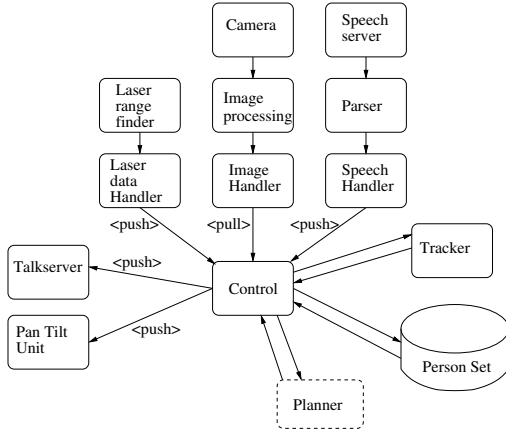 Camera
Speech
server
Laser
range
finder
Image
processing
Parser
Laser
data
Handler
Image
Handler
Speech
Handler
<push>
<pull>
<push>
Talkserver
<push>
Control
Tracker
Pan Tilt
Unit
<push>
Person Set
Planner